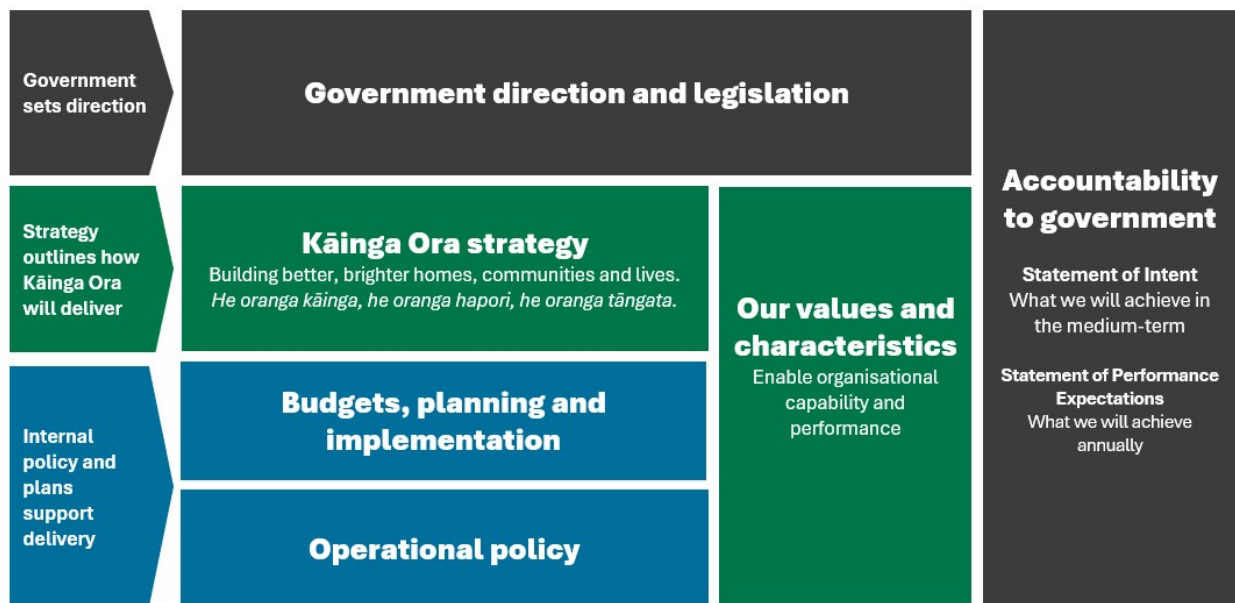 Government
sets direction
Government direction and legislation
Strategy
outlines how
Kāinga Ora
will deliver
Kāinga Ora strategy
Building better, brighter homes, communities and lives.
He oranga kāinga, he oranga hapori, he oranga tāngata.
Internal
policy and
plans
support
delivery
Budgets, planning and
implementation
Operational policy
Our values and
characteristics
Enable organisational
capability and
performance
Accountability
to government
Statement of Intent
What we will achieve in
the medium-term
Statement of Performance
Expectations
What we will achieve
annually